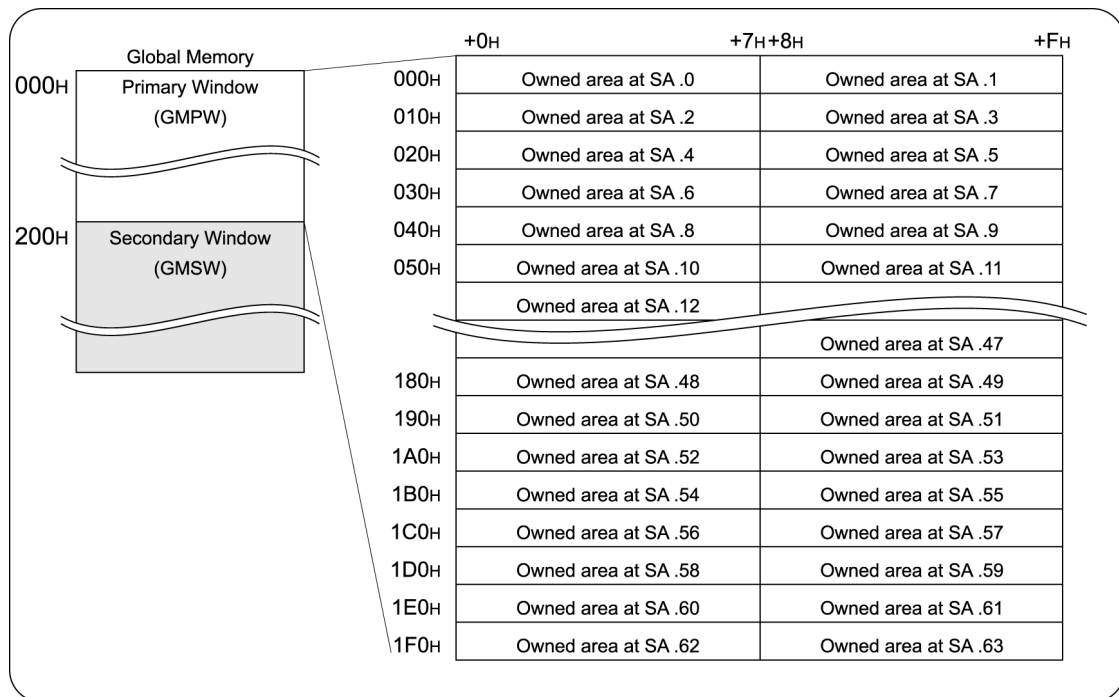 Global Memory
000H
Primary Window
(GMPW)
200H
Secondary Window
(GMSW)
+0H +7H +8H +FH
000H Owned area at SA .0 Owned area at SA .1
010H Owned area at SA .2 Owned area at SA .3
020H Owned area at SA .4 Owned area at SA .5
030H Owned area at SA .6 Owned area at SA .7
040H Owned area at SA .8 Owned area at SA .9
050H Owned area at SA .10 Owned area at SA .11
Owned area at SA .12
Owned area at SA .47
180H Owned area at SA .48 Owned area at SA .49
190H Owned area at SA .50 Owned area at SA .51
1A0H Owned area at SA .52 Owned area at SA .53
1B0H Owned area at SA .54 Owned area at SA .55
1C0H Owned area at SA .56 Owned area at SA .57
1D0H Owned area at SA .58 Owned area at SA .59
1E0H Owned area at SA .60 Owned area at SA .61
1F0H Owned area at SA .62 Owned area at SA .63